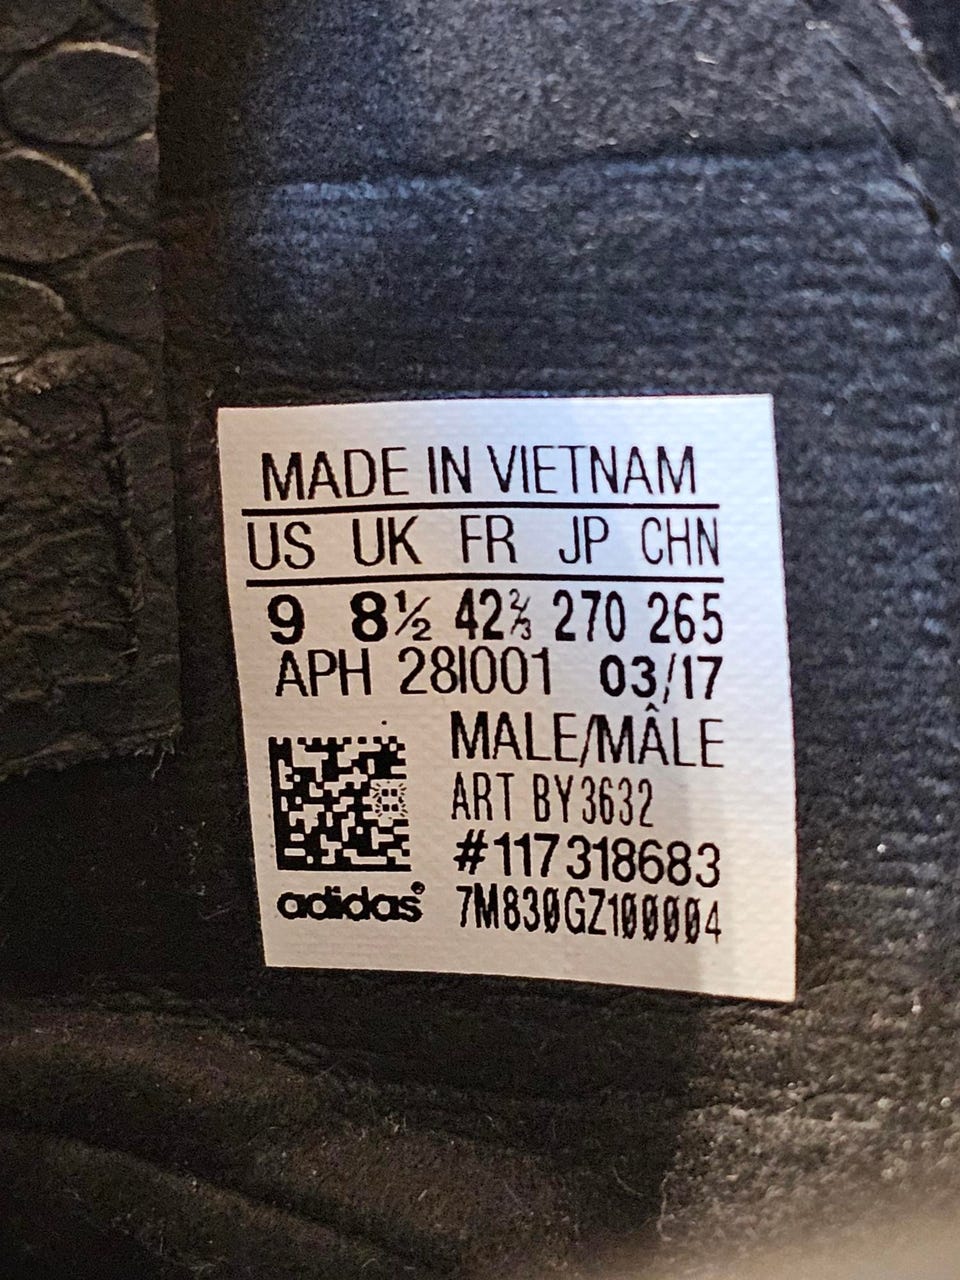 MADE IN VIETNAM
US UK FR JP CHN
9 8½ 42⅔ 270 265
APH 28I001 03/17
MALE/MÂLE
ART BY3632
#117318683
adidas® 7M830GZ100004